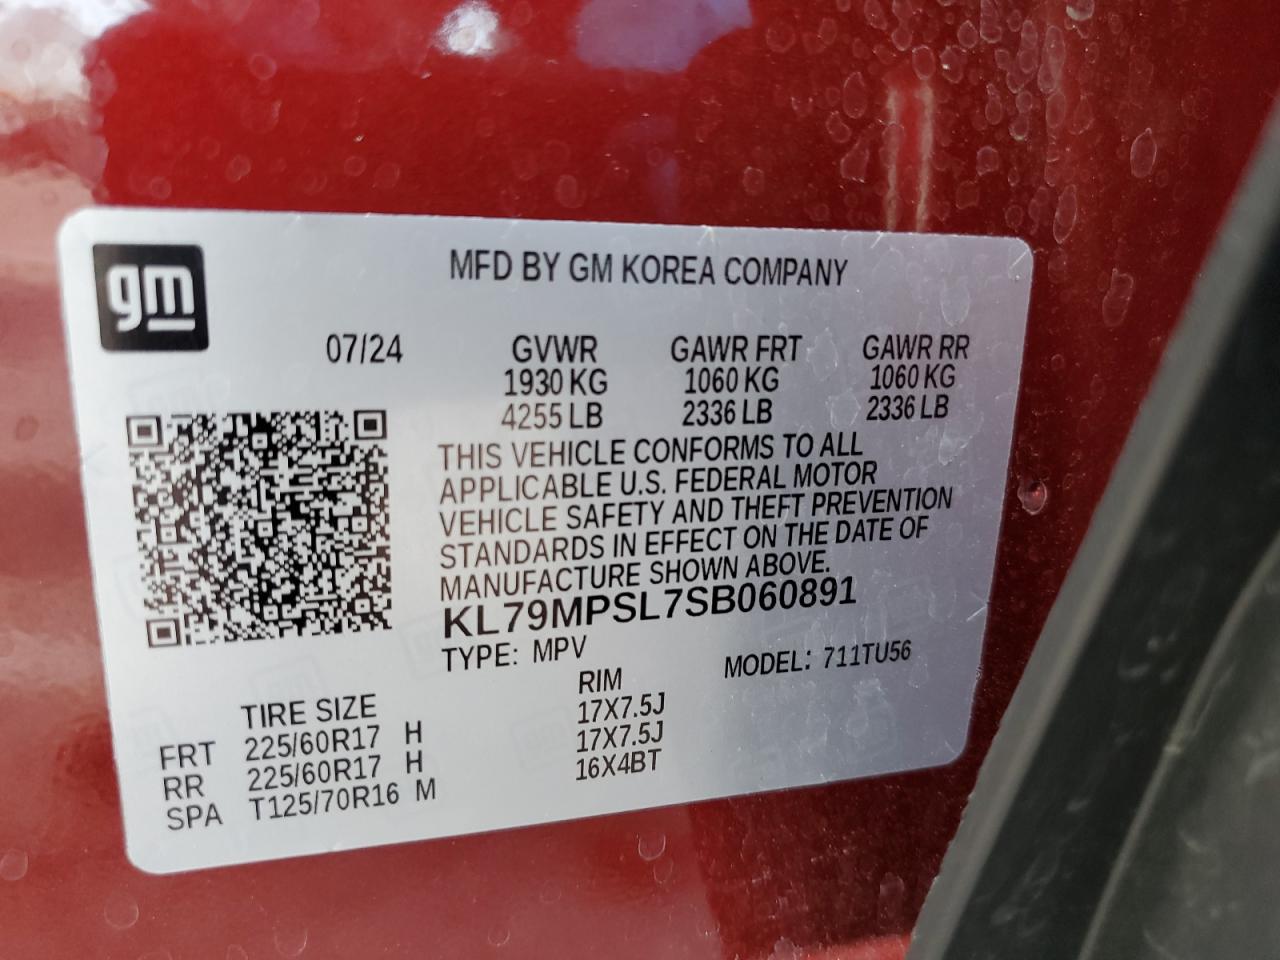 gm
MFD BY GM KOREA COMPANY
07/24
GVWR GAWR FRT GAWR RR
1930 KG 1060 KG 1060 KG
4255 LB 2336 LB 2336 LB
THIS VEHICLE CONFORMS TO ALL
APPLICABLE U.S. FEDERAL MOTOR
VEHICLE SAFETY AND THEFT PREVENTION
STANDARDS IN EFFECT ON THE DATE OF
MANUFACTURE SHOWN ABOVE.
KL79MPSL7SB060891
TYPE: MPV MODEL: 711TU56
TIRE SIZE RIM
FRT 225/60R17 H 17X7.5J
RR 225/60R17 H 17X7.5J
SPA T125/70R16 M 16X4BT